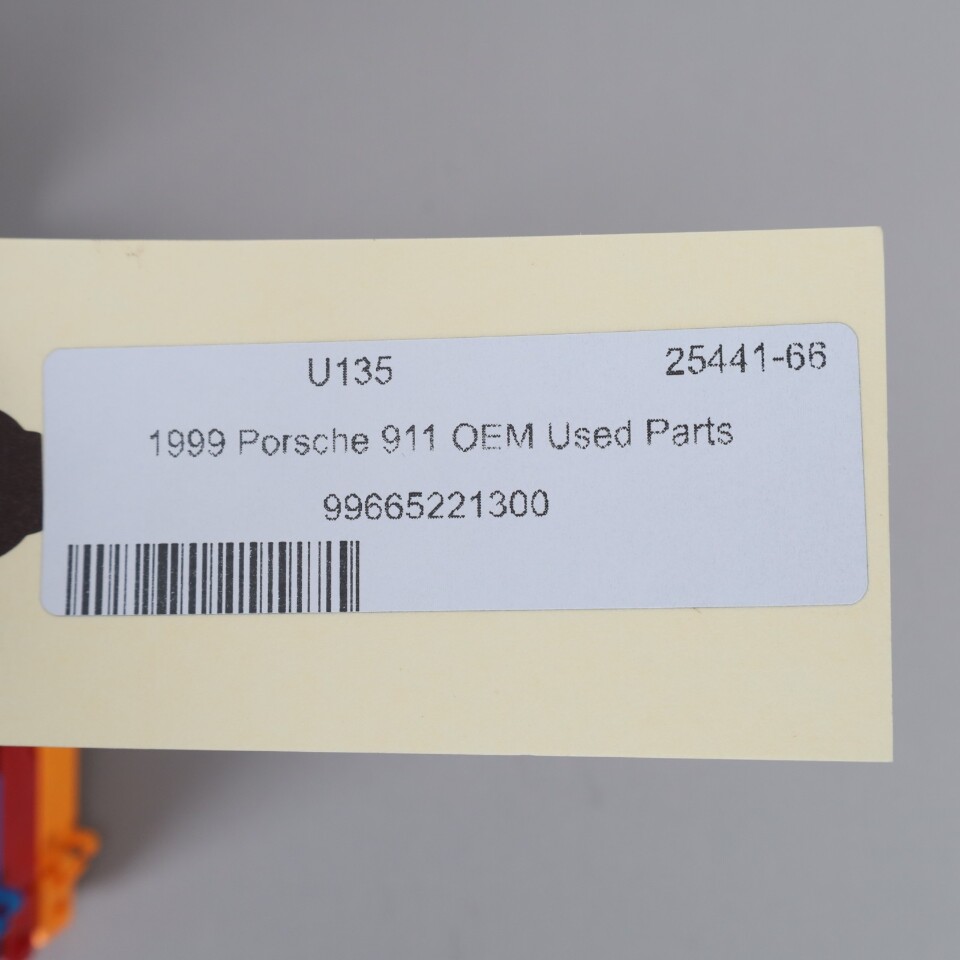 U135 25441-66
1999 Porsche 911 OEM Used Parts
99665221300